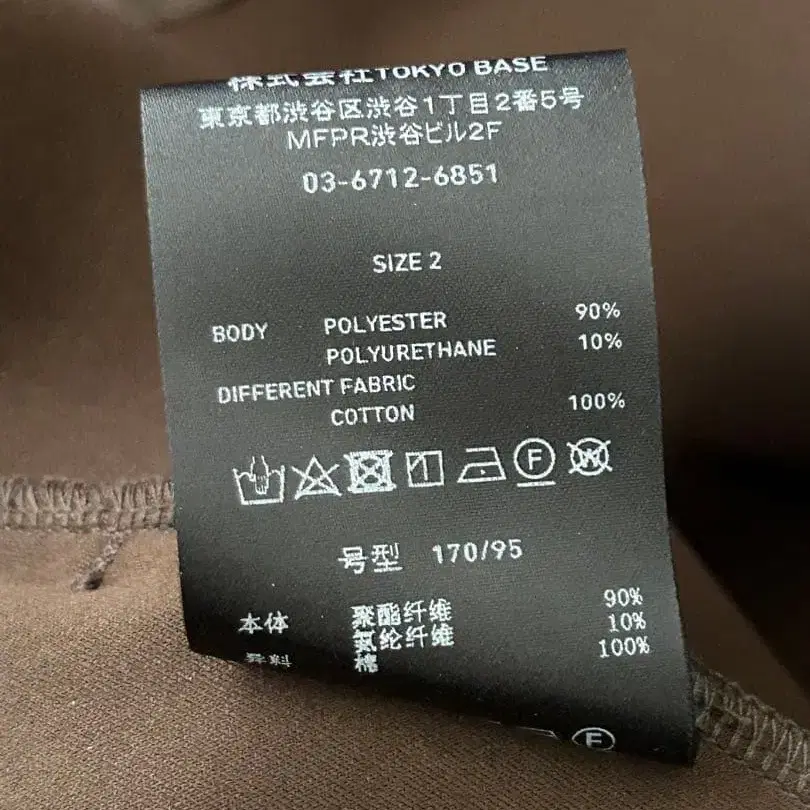 株式会社TOKYO BASE
東京都渋谷区渋谷1丁目2番5号
MFPR渋谷ビル2F
03-6712-6851
SIZE 2
BODY POLYESTER 90%
POLYURETHANE 10%
DIFFERENT FABRIC
COTTON 100%
F W
号型 170/95
本体 聚酯纤维 90%
氨纶纤维 10%
棉 100%
F